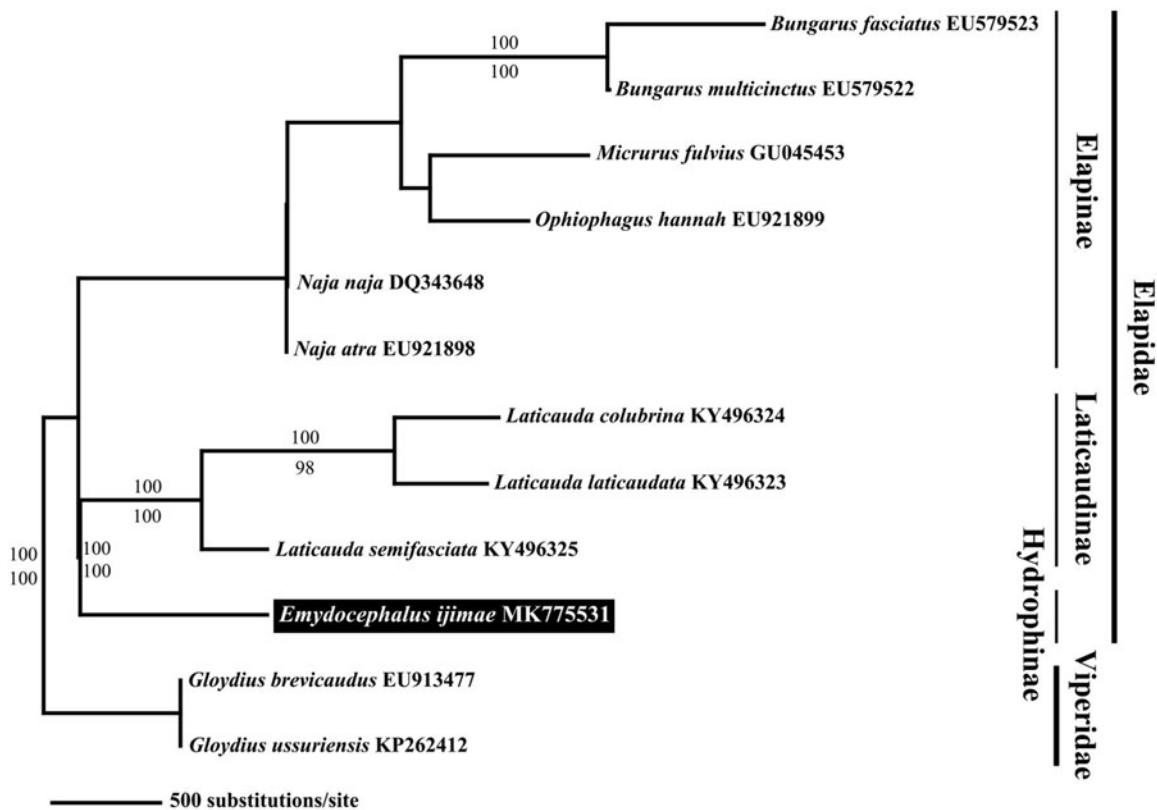 Bungarus fasciatus EU579523
100
100
Bungarus multicinctus EU579522
Micrurus fulvius GU045453
Ophiophagus hannah EU921899
Naja naja DQ343648
Naja atra EU921898
Elapinae
Elapidae
Laticauda colubrina KY496324
100
98
Laticauda laticaudata KY496323
100
100
Laticauda semifasciata KY496325
Laticaudinae
100
100
100
100
Emydocephalus ijimae MK775531
Hydrophinae
Gloydius brevicaudus EU913477
Gloydius ussuriensis KP262412
Viperidae
500 substitutions/site